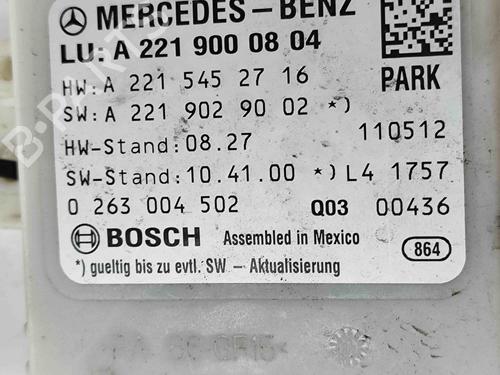 MERCEDES-BENZ
LU: A 221 900 08 04
HW: A 221 545 27 16 PARK
SW: A 221 902 90 02 *)
HW-Stand: 08.27 110512
SW-Stand: 10.41.00 *) L4 1757
0 263 004 502 Q03 00436
BOSCH Assembled in Mexico 864
*) gueltig bis zu evtl. SW - Aktualisierung
B-PARTS